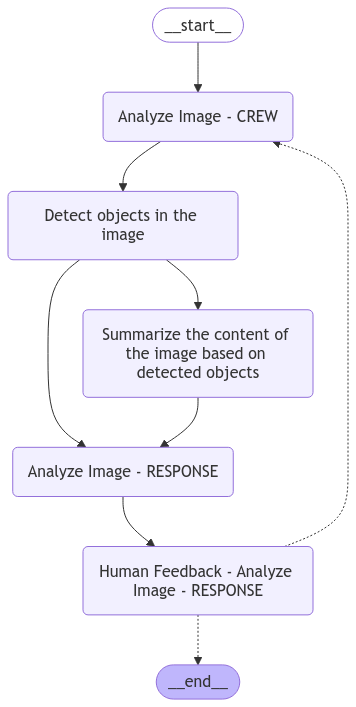 __start__
Analyze Image - CREW
Detect objects in the
image
Summarize the content of
the image based on
detected objects
Analyze Image - RESPONSE
Human Feedback - Analyze
Image - RESPONSE
__end__